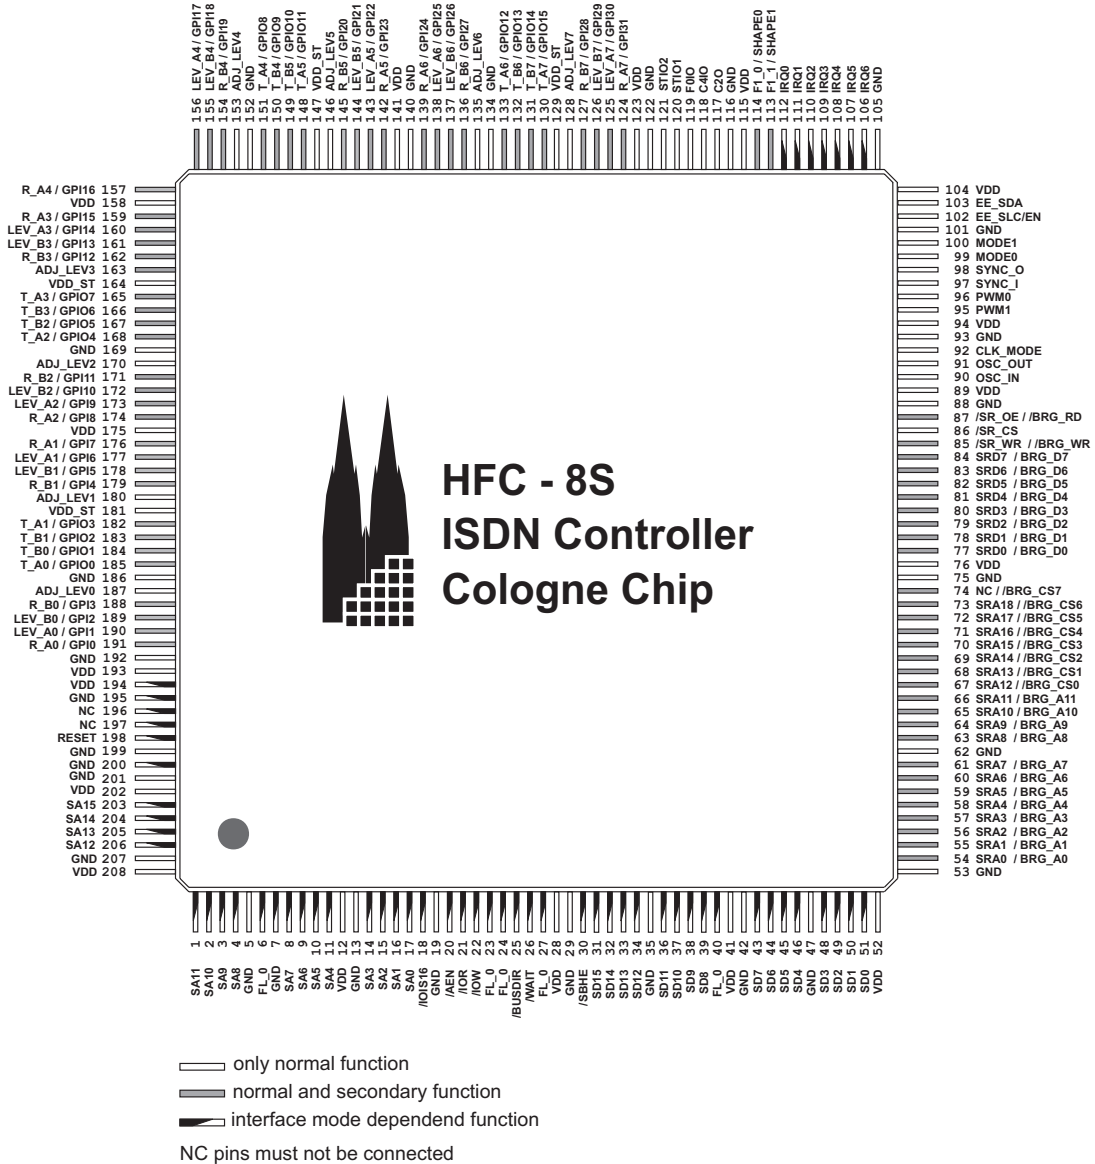 156 LEV_A4 / GPI17
155 LEV_B4 / GPI18
154 R_B4 / GPI19
153 ADJ_LEV4
152 GND
151 T_A4 / GPIO8
150 T_B4 / GPIO9
149 T_B5 / GPIO10
148 T_A5 / GPIO11
147 VDD_ST
146 ADJ_LEV5
145 R_B5 / GPI20
144 LEV_B5 / GPI21
143 LEV_A5 / GPI22
142 R_A5 / GPI23
141 VDD
140 GND
139 R_A6 / GPI24
138 LEV_A6 / GPI25
137 LEV_B6 / GPI26
136 R_B6 / GPI27
135 ADJ_LEV6
134 GND
133 T_A6 / GPIO12
132 T_B6 / GPIO13
131 T_B7 / GPIO14
130 T_A7 / GPIO15
129 VDD_ST
128 ADJ_LEV7
127 R_B7 / GPI28
126 LEV_B7 / GPI29
125 LEV_A7 / GPI30
124 R_A7 / GPI31
123 VDD
122 GND
121 STIO2
120 STIO1
119 F0IO
118 C4IO
117 C2O
116 GND
115 VDD
114 F1_0 / SHAPE0
113 F1_1 / SHAPE1
112 IRQ0
111 IRQ1
110 IRQ2
109 IRQ3
108 IRQ4
107 IRQ5
106 IRQ6
105 GND
R_A4 / GPI16 157
VDD 158
R_A3 / GPI15 159
LEV_A3 / GPI14 160
LEV_B3 / GPI13 161
R_B3 / GPI12 162
ADJ_LEV3 163
VDD_ST 164
T_A3 / GPIO7 165
T_B3 / GPIO6 166
T_B2 / GPIO5 167
T_A2 / GPIO4 168
GND 169
ADJ_LEV2 170
R_B2 / GPI11 171
LEV_B2 / GPI10 172
LEV_A2 / GPI9 173
R_A2 / GPI8 174
VDD 175
R_A1 / GPI7 176
LEV_A1 / GPI6 177
LEV_B1 / GPI5 178
R_B1 / GPI4 179
ADJ_LEV1 180
VDD_ST 181
T_A1 / GPIO3 182
T_B1 / GPIO2 183
T_B0 / GPIO1 184
T_A0 / GPIO0 185
GND 186
ADJ_LEV0 187
R_B0 / GPI3 188
LEV_B0 / GPI2 189
LEV_A0 / GPI1 190
R_A0 / GPI0 191
GND 192
VDD 193
VDD 194
GND 195
NC 196
NC 197
RESET 198
GND 199
GND 200
GND 201
VDD 202
SA15 203
SA14 204
SA13 205
SA12 206
GND 207
VDD 208
HFC - 8S
ISDN Controller
Cologne Chip
104 VDD
103 EE_SDA
102 EE_SLC/EN
101 GND
100 MODE1
99 MODE0
98 SYNC_O
97 SYNC_I
96 PWM0
95 PWM1
94 VDD
93 GND
92 CLK_MODE
91 OSC_OUT
90 OSC_IN
89 VDD
88 GND
87 /SR_OE / /BRG_RD
86 /SR_CS
85 /SR_WR / /BRG_WR
84 SRD7 / BRG_D7
83 SRD6 / BRG_D6
82 SRD5 / BRG_D5
81 SRD4 / BRG_D4
80 SRD3 / BRG_D3
79 SRD2 / BRG_D2
78 SRD1 / BRG_D1
77 SRD0 / BRG_D0
76 VDD
75 GND
74 NC / /BRG_CS7
73 SRA18 / /BRG_CS6
72 SRA17 / /BRG_CS5
71 SRA16 / /BRG_CS4
70 SRA15 / /BRG_CS3
69 SRA14 / /BRG_CS2
68 SRA13 / /BRG_CS1
67 SRA12 / /BRG_CS0
66 SRA11 / BRG_A11
65 SRA10 / BRG_A10
64 SRA9 / BRG_A9
63 SRA8 / BRG_A8
62 GND
61 SRA7 / BRG_A7
60 SRA6 / BRG_A6
59 SRA5 / BRG_A5
58 SRA4 / BRG_A4
57 SRA3 / BRG_A3
56 SRA2 / BRG_A2
55 SRA1 / BRG_A1
54 SRA0 / BRG_A0
53 GND
SA11 1
SA10 2
SA9 3
SA8 4
GND 5
FL_0 6
GND 7
SA7 8
SA6 9
SA5 10
SA4 11
VDD 12
GND 13
SA3 14
SA2 15
SA1 16
SA0 17
/IOIS16 18
GND 19
/AEN 20
/IOR 21
/IOW 22
FL_0 23
FL_0 24
/BUSDIR 25
/WAIT 26
FL_0 27
VDD 28
GND 29
/SBHE 30
SD15 31
SD14 32
SD13 33
SD12 34
GND 35
SD11 36
SD10 37
SD9 38
SD8 39
FL_0 40
VDD 41
GND 42
SD7 43
SD6 44
SD5 45
SD4 46
GND 47
SD3 48
SD2 49
SD1 50
SD0 51
VDD 52
only normal function
normal and secondary function
interface mode dependend function
NC pins must not be connected